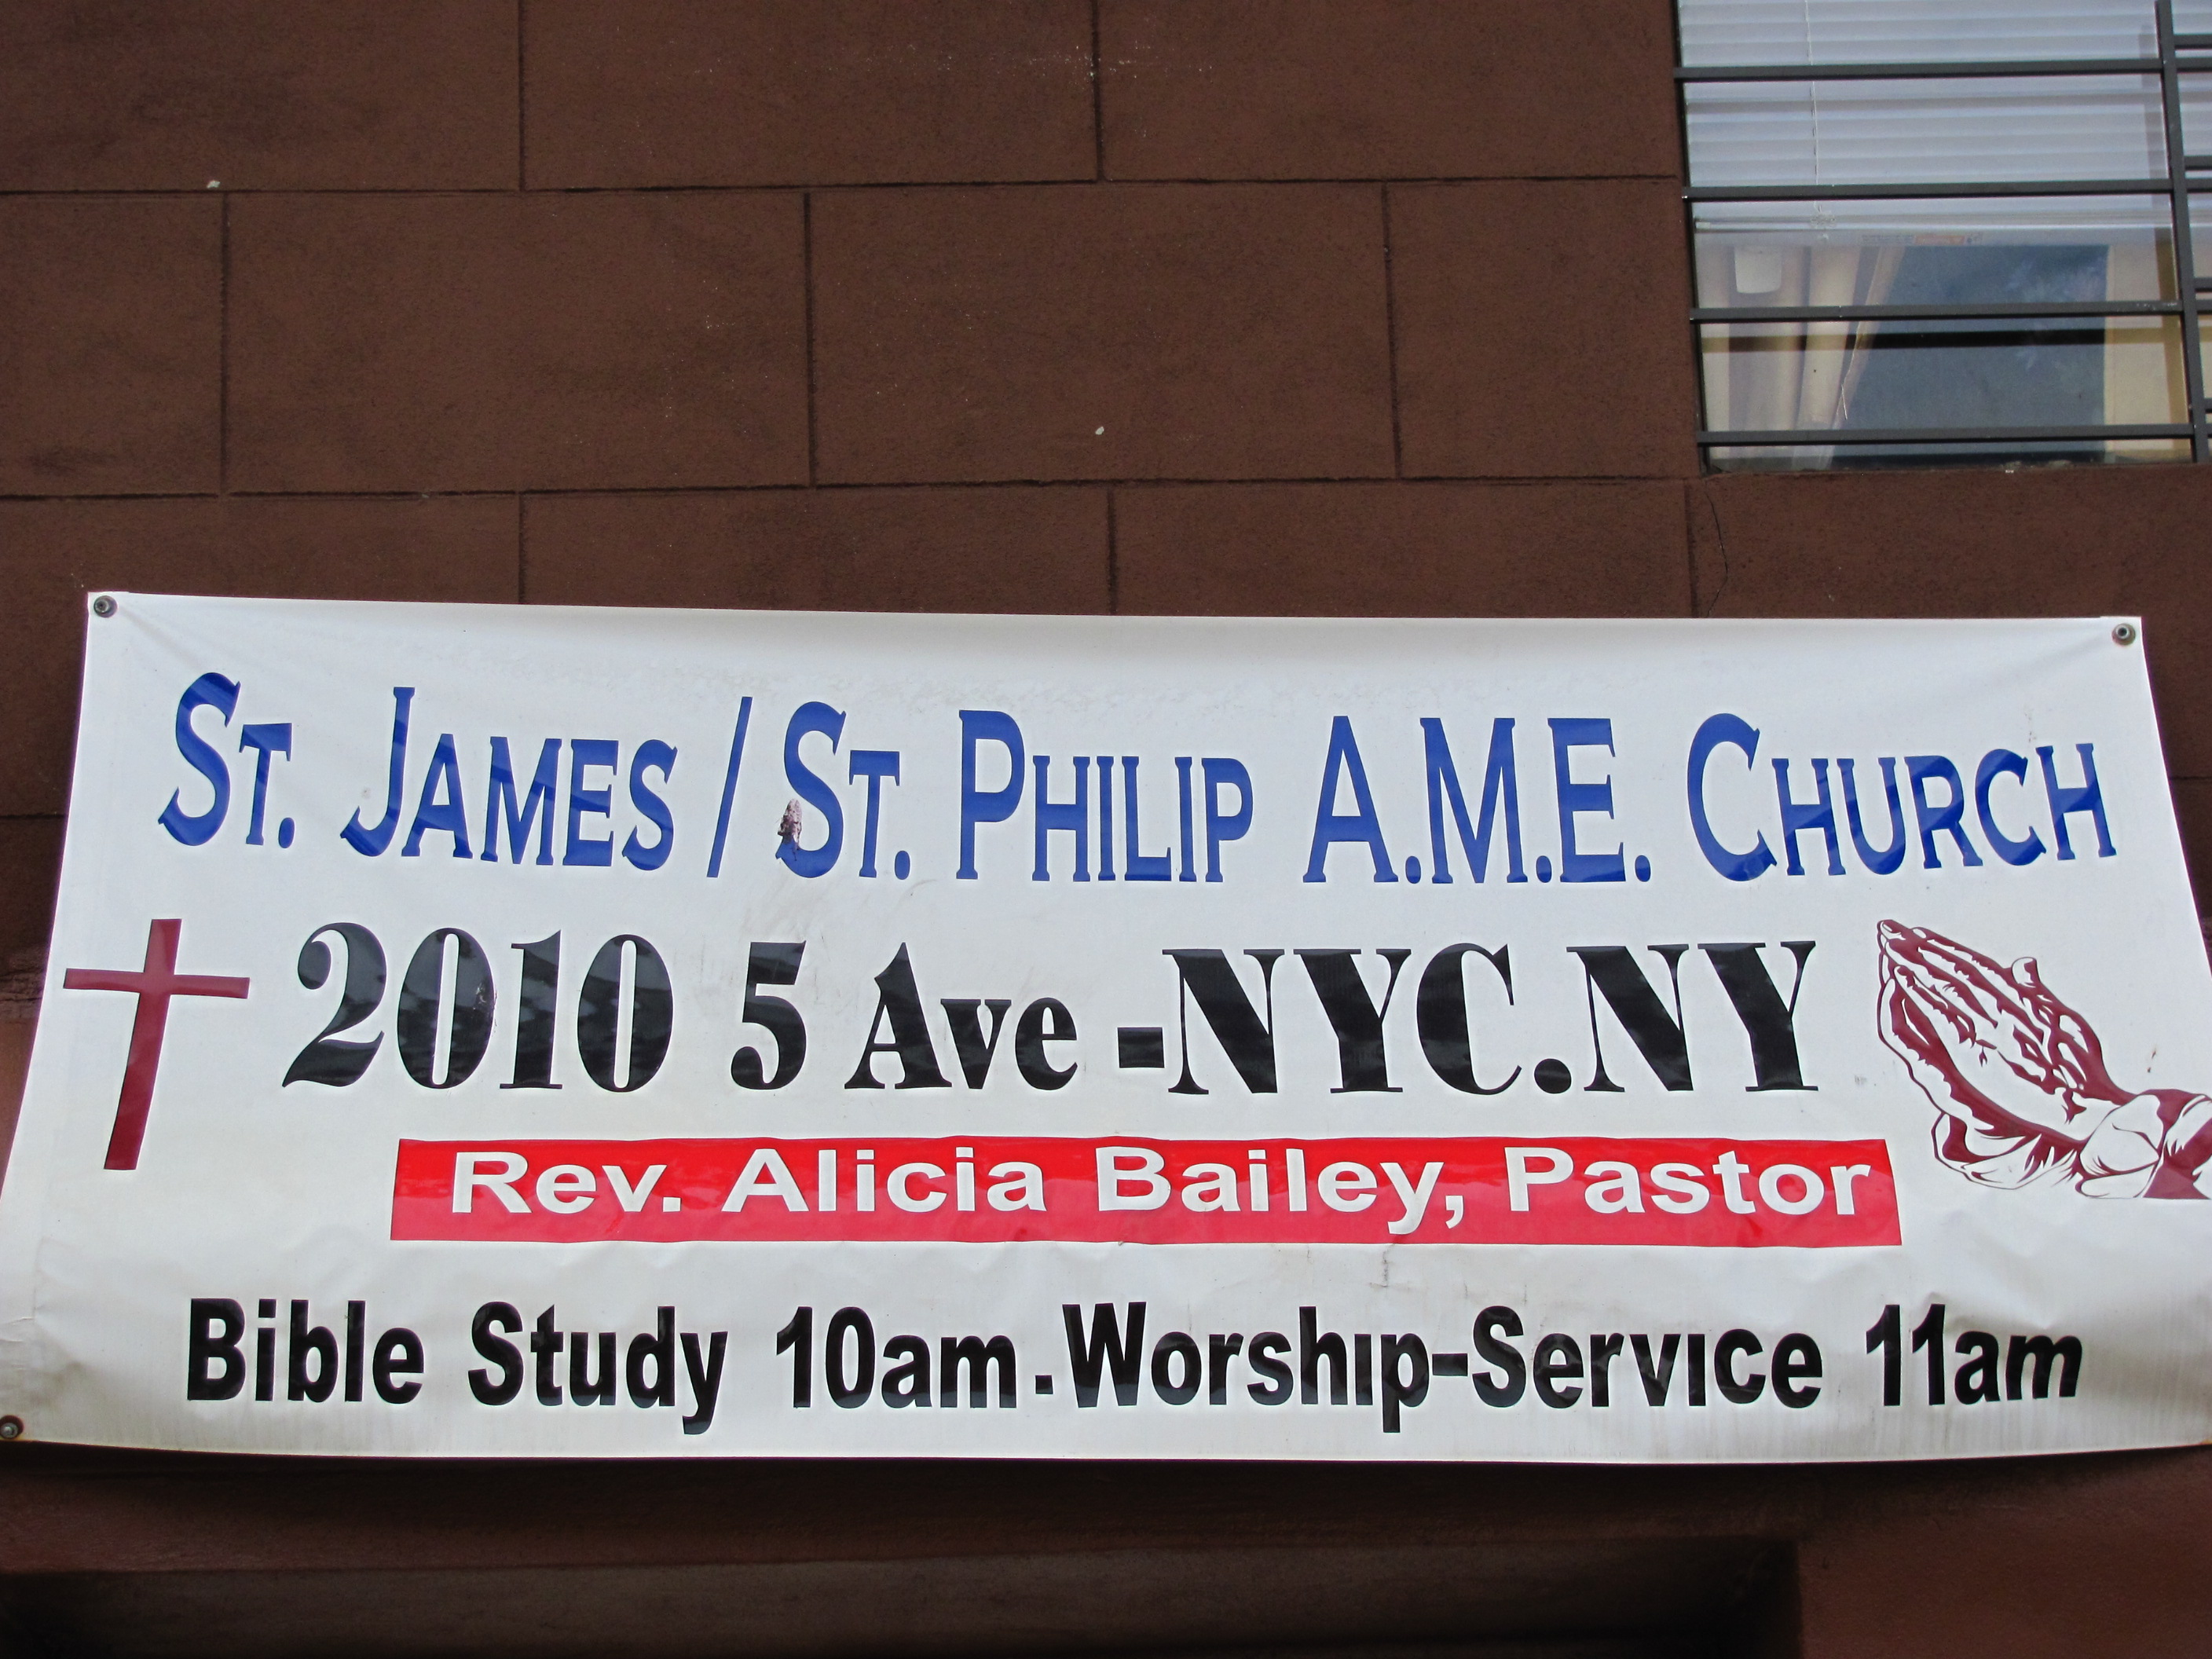 St. James / St. Philip A.M.E. Church
2010 5 Ave -NYC.NY
Rev. Alicia Bailey, Pastor
Bible Study 10am.Worship-Service 11am